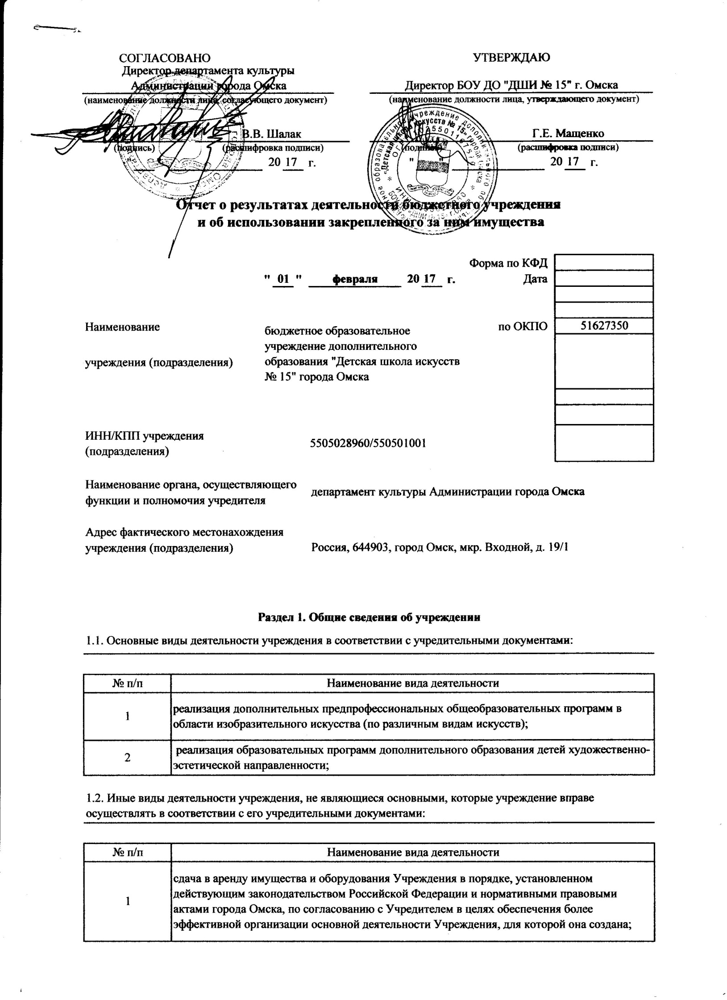 СОГЛАСОВАНО
Директор департамента культуры
Администрации города Омска
(наименование должности лица, согласующего документ)
В.В. Шалак
(подпись) (расшифровка подписи)
" 20 17 г.
УТВЕРЖДАЮ
Директор БОУ ДО "ДШИ № 15" г. Омска
(наименование должности лица, утверждающего документ)
Г.Е. Мащенко
(подпись) (расшифровка подписи)
" " 20 17 г.
Отчет о результатах деятельности бюджетного учреждения
и об использовании закрепленного за ним имущества
Форма по КФД
" 01 " февраля 20 17 г. Дата
Наименование
учреждения (подразделения)
бюджетное образовательное
учреждение дополнительного
образования "Детская школа искусств
№ 15" города Омска
по ОКПО 51627350
ИНН/КПП учреждения
(подразделения)
5505028960/550501001
Наименование органа, осуществляющего
функции и полномочия учредителя
департамент культуры Администрации города Омска
Адрес фактического местонахождения
учреждения (подразделения)
Россия, 644903, город Омск, мкр. Входной, д. 19/1
Раздел 1. Общие сведения об учреждении
1.1. Основные виды деятельности учреждения в соответствии с учредительными документами:
№ п/п Наименование вида деятельности
1
реализация дополнительных предпрофессиональных общеобразовательных программ в
области изобразительного искусства (по различным видам искусств);
2
реализация образовательных программ дополнительного образования детей художественно-
эстетической направленности;
1.2. Иные виды деятельности учреждения, не являющиеся основными, которые учреждение вправе
осуществлять в соответствии с его учредительными документами:
№ п/п Наименование вида деятельности
1
сдача в аренду имущества и оборудования Учреждения в порядке, установленном
действующим законодательством Российской Федерации и нормативными правовыми
актами города Омска, по согласованию с Учредителем в целях обеспечения более
эффективной организации основной деятельности Учреждения, для которой она создана;